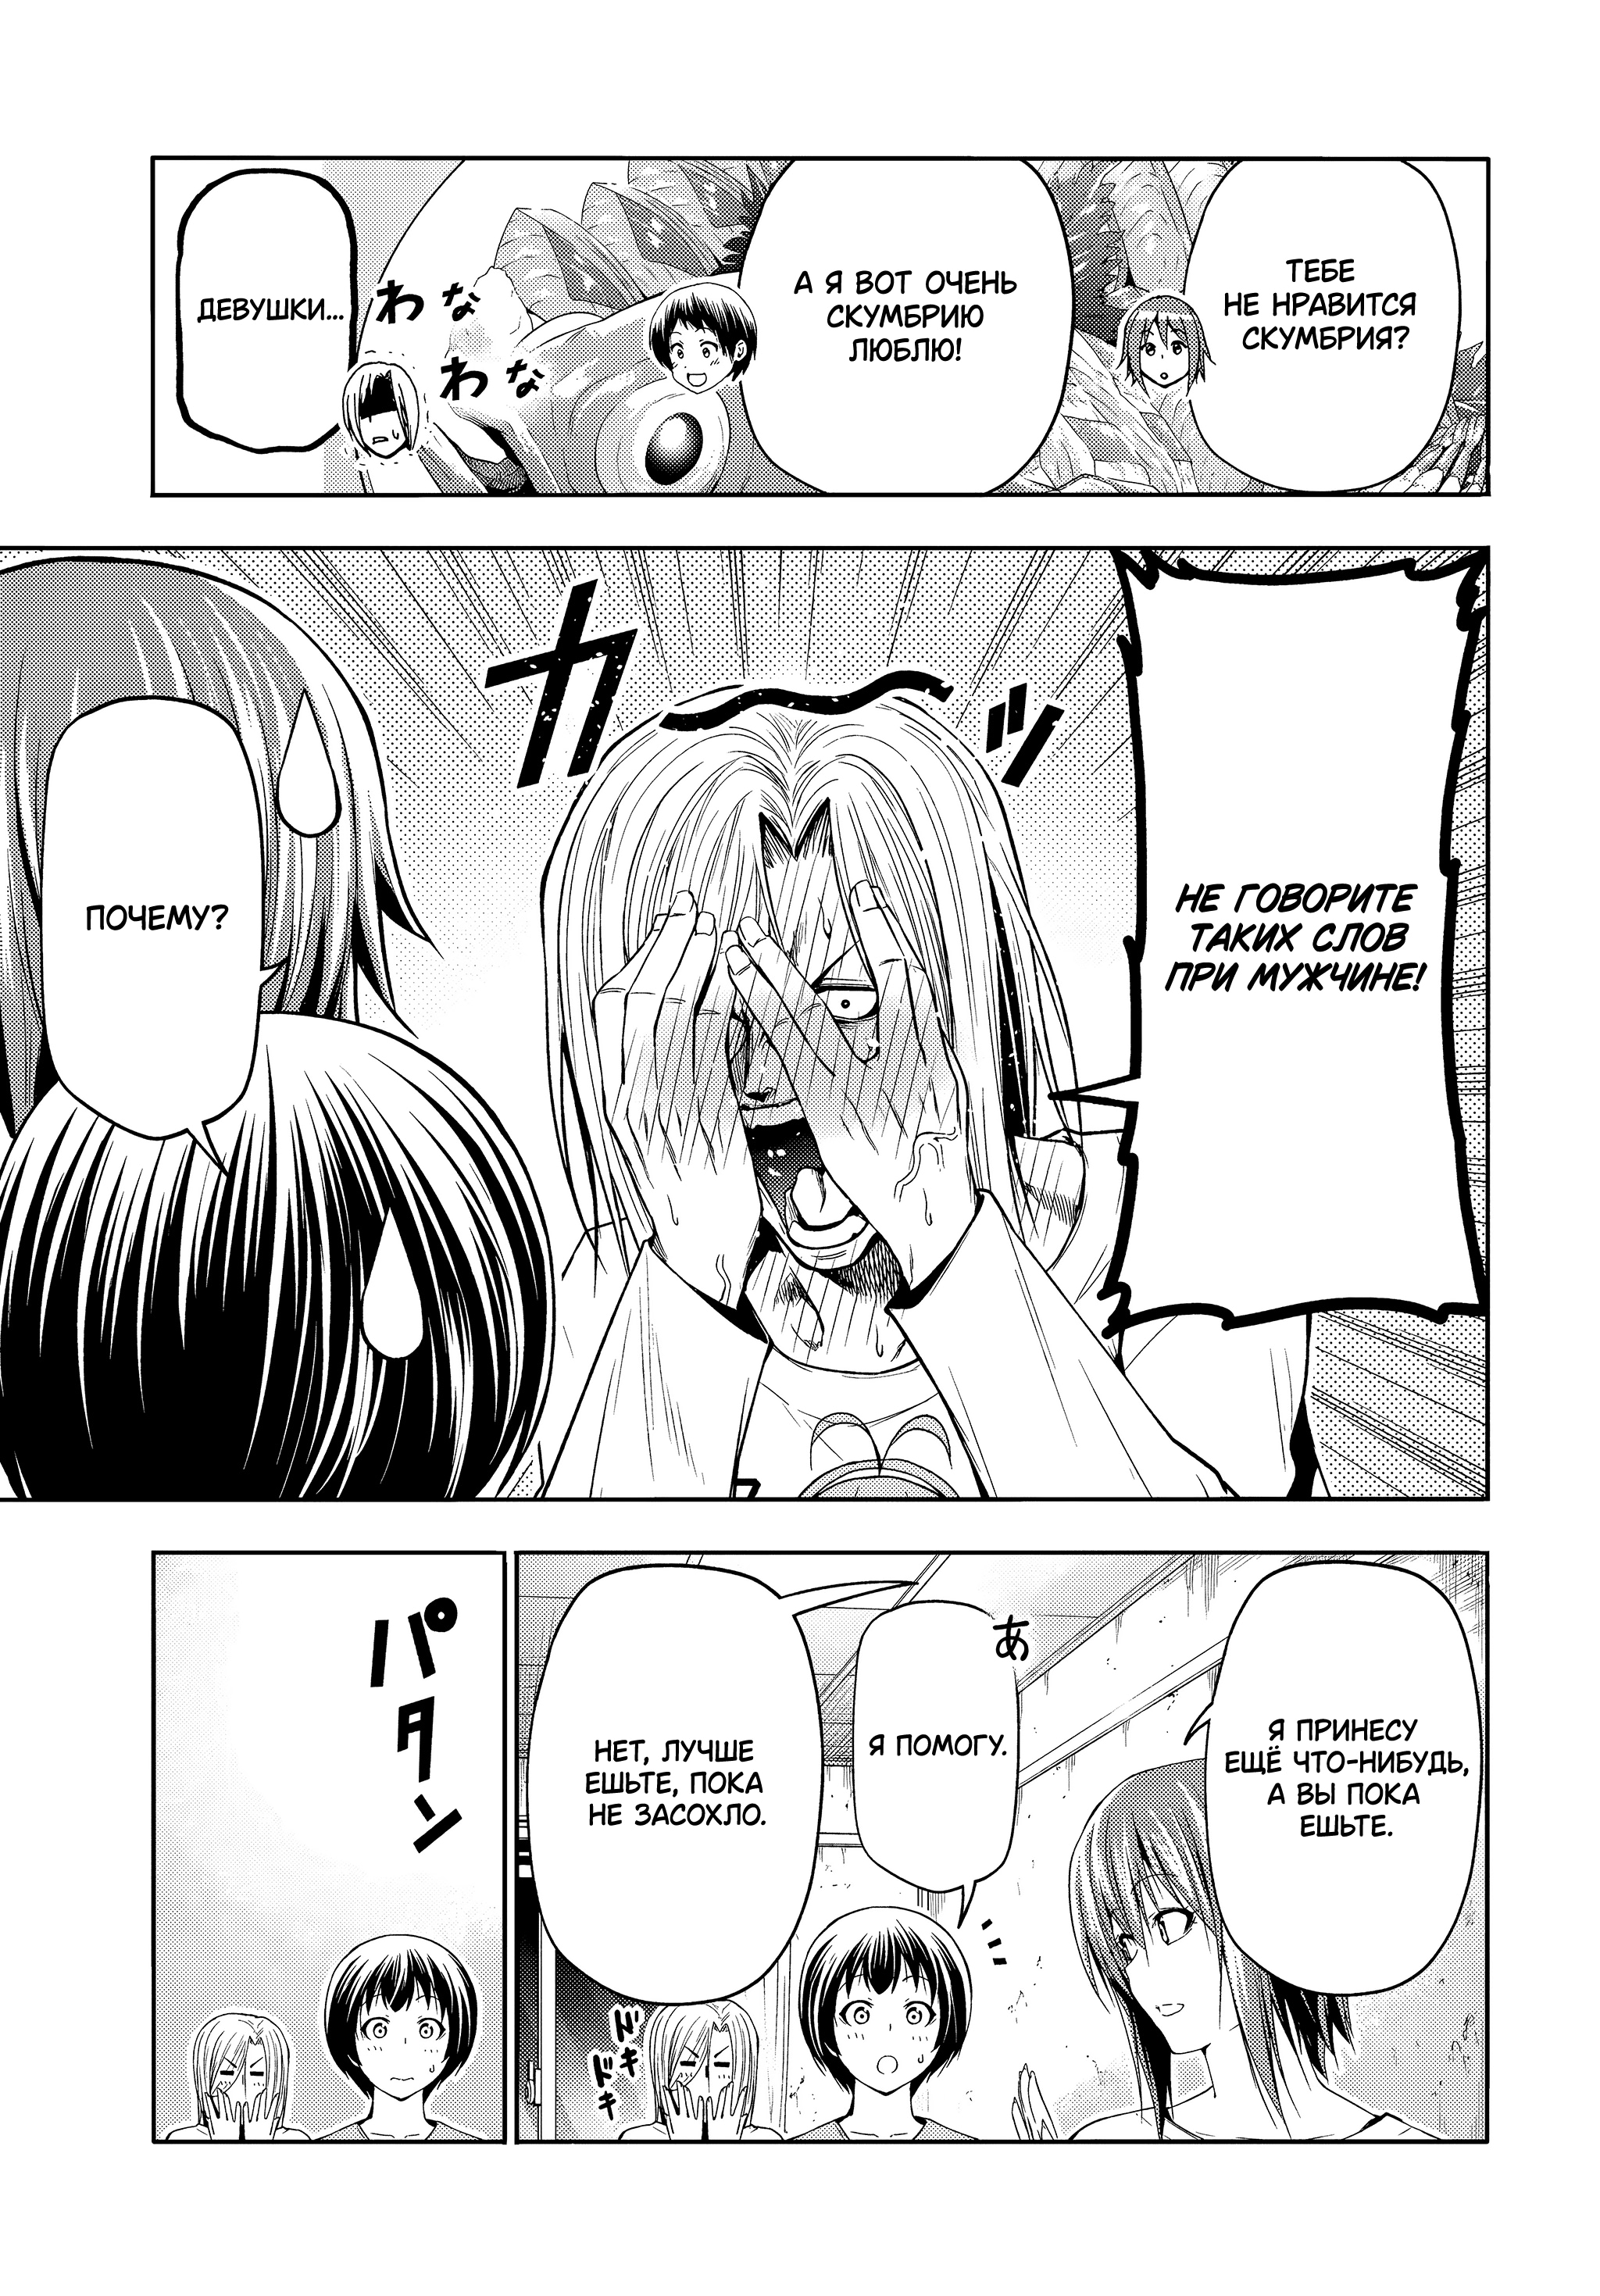 ТЕБЕ
НЕ НРАВИТСЯ
СКУМБРИЯ?
А Я ВОТ ОЧЕНЬ
СКУМБРИЮ
ЛЮБЛЮ!
わな
わな
ДЕВУШКИ...
НЕ ГОВОРИТЕ
ТАКИХ СЛОВ
ПРИ МУЖЧИНЕ!
カーッ
ПОЧЕМУ?
Я ПРИНЕСУ
ЕЩЁ ЧТО-НИБУДЬ,
А ВЫ ПОКА
ЕШЬТЕ.
あ
Я ПОМОГУ.
НЕТ, ЛУЧШЕ
ЕШЬТЕ, ПОКА
НЕ ЗАСОХЛО.
ドキ
ドキ
パタン